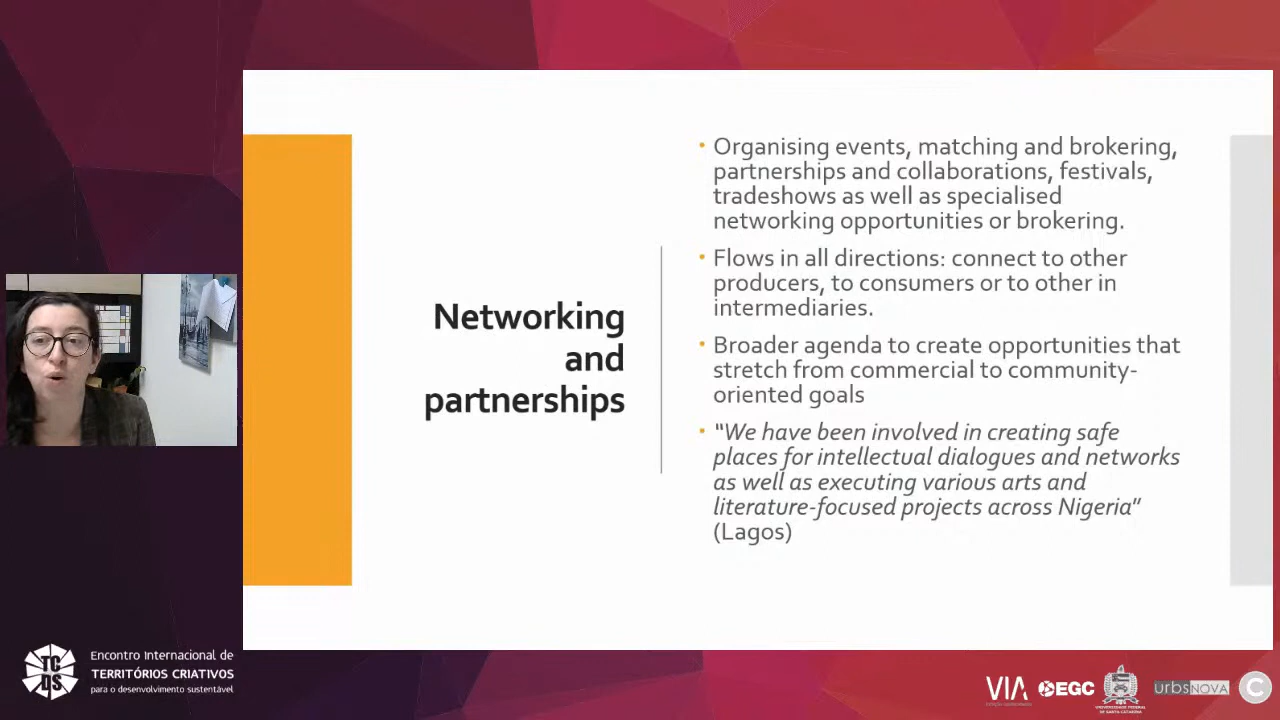 Networking
and
partnerships
• Organising events, matching and brokering,
partnerships and collaborations, festivals,
tradeshows as well as specialised
networking opportunities or brokering.
• Flows in all directions: connect to other
producers, to consumers or to other in
intermediaries.
• Broader agenda to create opportunities that
stretch from commercial to community-
oriented goals
• “We have been involved in creating safe
places for intellectual dialogues and networks
as well as executing various arts and
literature-focused projects across Nigeria”
(Lagos)
TC
DS
Encontro Internacional de
TERRITÓRIOS CRIATIVOS
para o desenvolvimento sustentável
VIA
EGC
UNIVERSIDADE FEDERAL
DE SANTA CATARINA
urbsNOVA
C